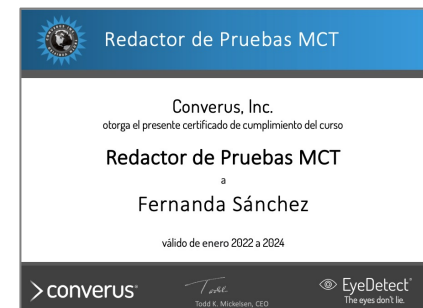 Redactor de Pruebas MCT
Converus, Inc.
otorga el presente certificado de cumplimiento del curso
Redactor de Pruebas MCT
a
Fernanda Sánchez
válido de enero 2022 a 2024
converus®
Todd K. Mickelsen, CEO
EyeDetect®
The eyes don't lie.